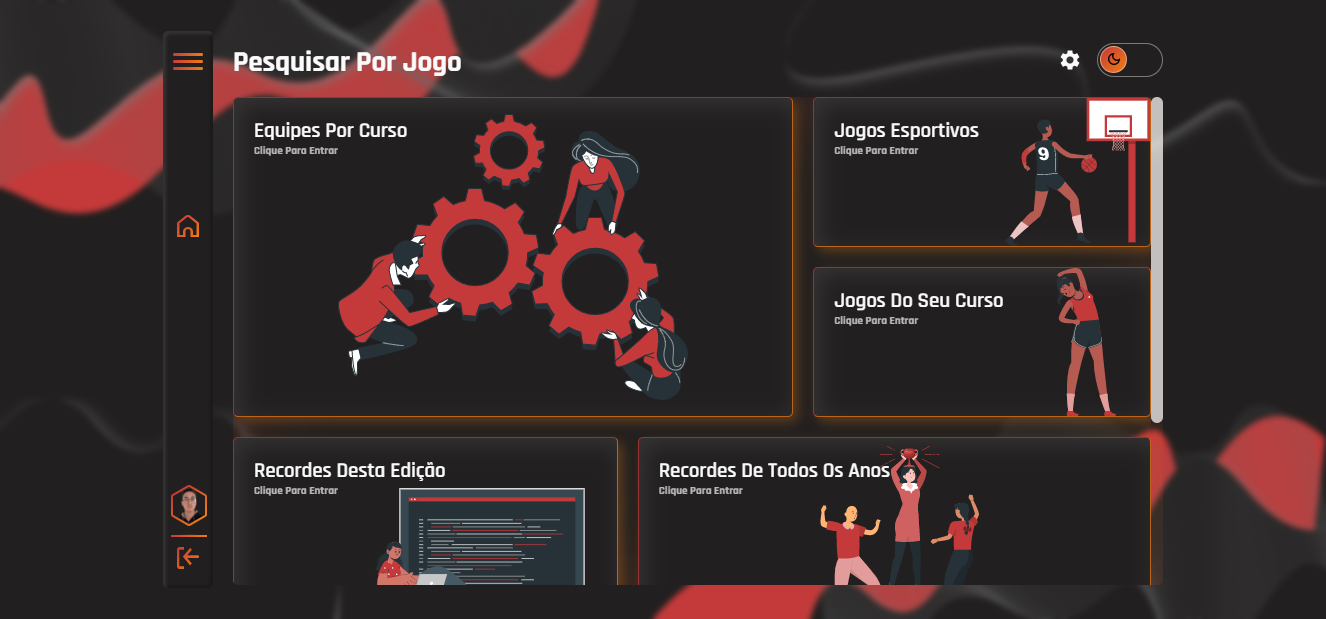 Pesquisar Por Jogo
Equipes Por Curso
Clique Para Entrar
Jogos Esportivos
Clique Para Entrar
9
Jogos Do Seu Curso
Clique Para Entrar
Recordes Desta Edição
Clique Para Entrar
Recordes De Todos Os Anos
Clique Para Entrar